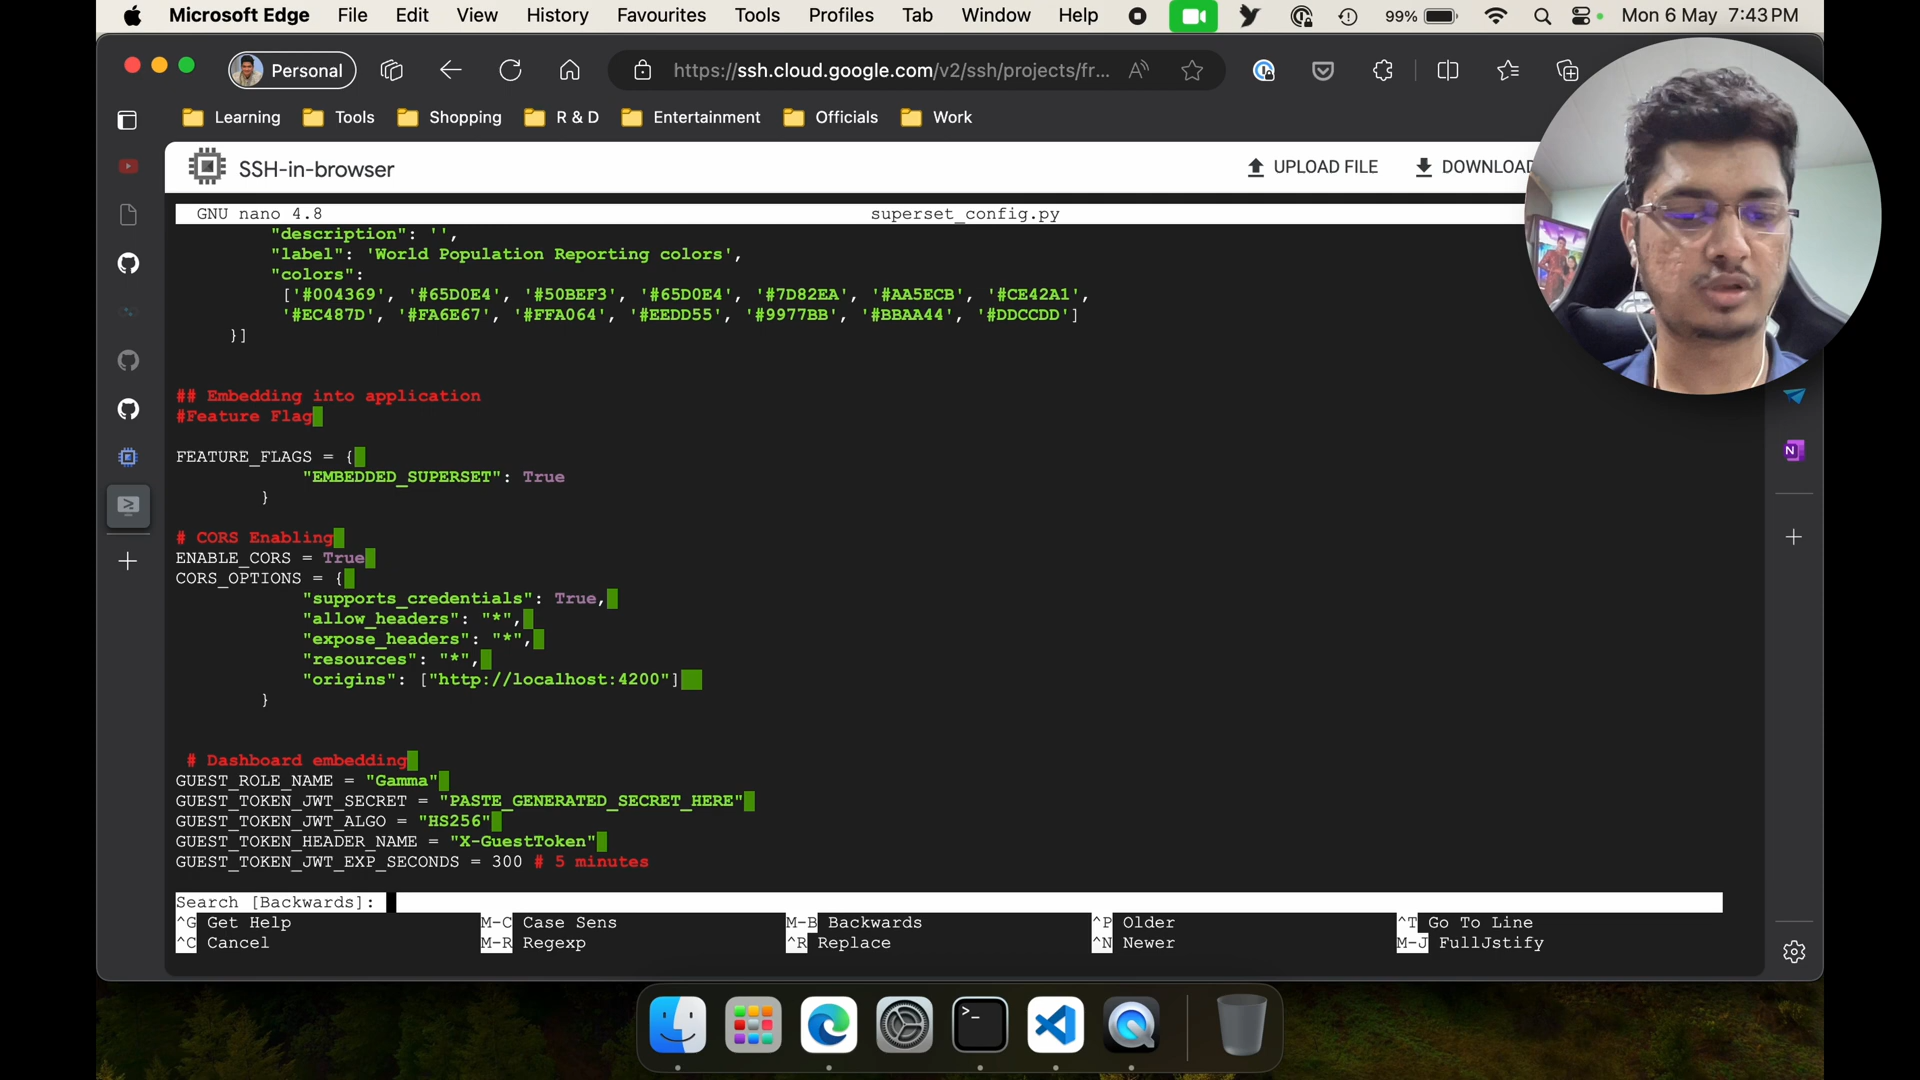 Microsoft Edge File Edit View History Favourites Tools Profiles Tab Window Help 99% Mon 6 May 7:43 PM
Personal https://ssh.cloud.google.com/v2/ssh/projects/fr...
Learning Tools Shopping R & D Entertainment Officials Work
SSH-in-browser UPLOAD FILE DOWNLOAD
GNU nano 4.8 superset_config.py
"description": '',
"label": 'World Population Reporting colors',
"colors":
['#004369', '#65D0E4', '#50BEF3', '#65D0E4', '#7D82EA', '#AA5ECB', '#CE42A1',
'#EC487D', '#FA6E67', '#FFA064', '#EEDD55', '#9977BB', '#BBAA44', '#DDCCDD']
}]
## Embedding into application
#Feature Flag
FEATURE_FLAGS = {
"EMBEDDED_SUPERSET": True
}
# CORS Enabling
ENABLE_CORS = True
CORS_OPTIONS = {
"supports_credentials": True,
"allow_headers": "*",
"expose_headers": "*",
"resources": "*",
"origins": ["http://localhost:4200"]
}
# Dashboard embedding
GUEST_ROLE_NAME = "Gamma"
GUEST_TOKEN_JWT_SECRET = "PASTE_GENERATED_SECRET_HERE"
GUEST_TOKEN_JWT_ALGO = "HS256"
GUEST_TOKEN_HEADER_NAME = "X-GuestToken"
GUEST_TOKEN_JWT_EXP_SECONDS = 300 # 5 minutes
Search [Backwards]:
^G Get Help M-C Case Sens M-B Backwards ^P Older ^T Go To Line
^C Cancel M-R Regexp ^R Replace ^N Newer M-J FullJstify